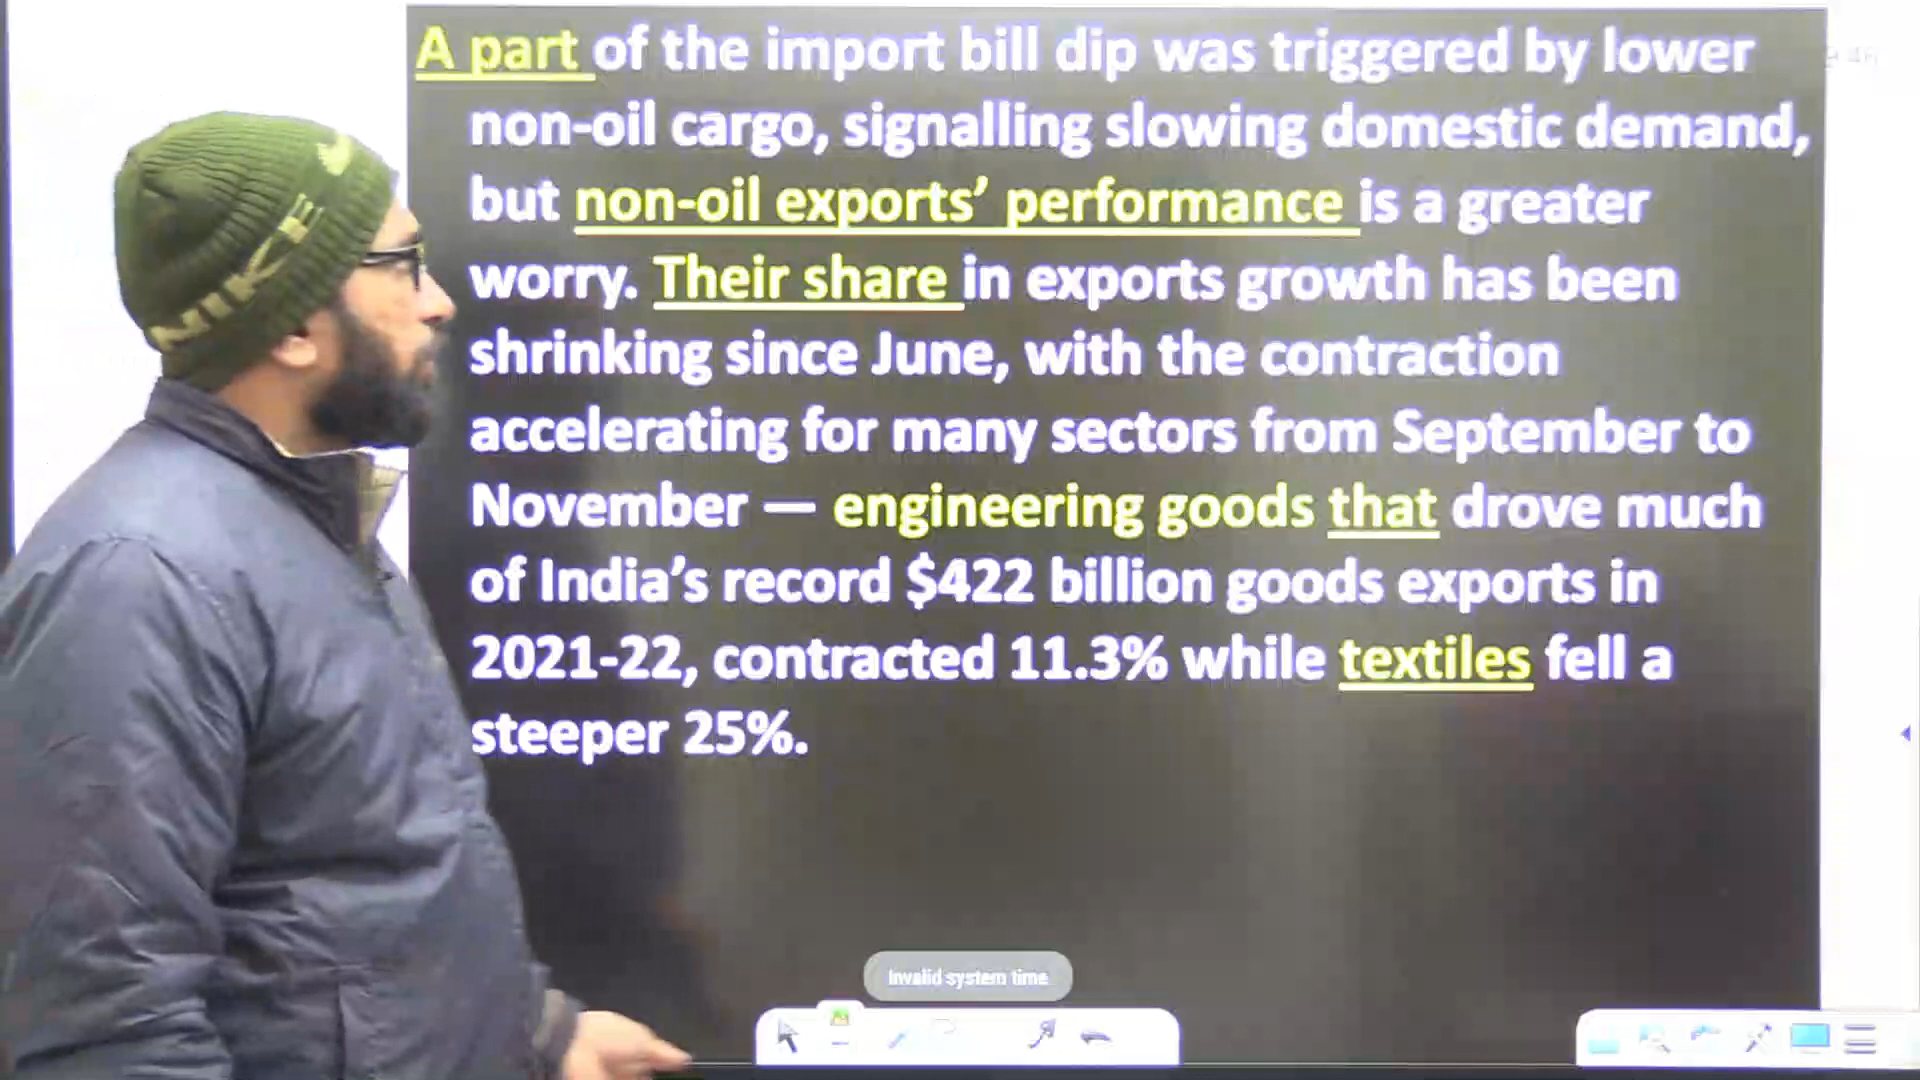 A part of the import bill dip was triggered by lower
non-oil cargo, signalling slowing domestic demand,
but non-oil exports’ performance is a greater
worry. Their share in exports growth has been
shrinking since June, with the contraction
accelerating for many sectors from September to
November — engineering goods that drove much
of India’s record $422 billion goods exports in
2021-22, contracted 11.3% while textiles fell a
steeper 25%.
NIKE
Invalid system time